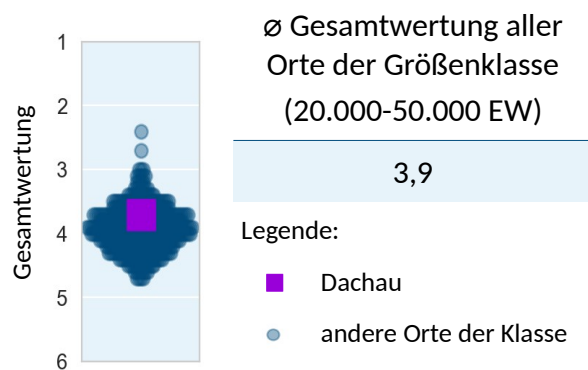 Gesamtwertung
1
2
3
4
5
6
ø Gesamtwertung aller
Orte der Größenklasse
(20.000-50.000 EW)
3,9
Legende:
Dachau
andere Orte der Klasse